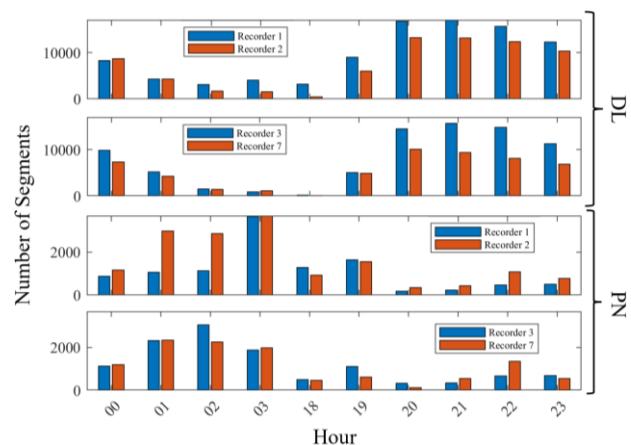 10000
0
Recorder 1
Recorder 2
DL
10000
0
Recorder 3
Recorder 7
Number of Segments
2000
0
Recorder 1
Recorder 2
PN
2000
0
Recorder 3
Recorder 7
00 01 02 03 18 19 20 21 22 23
Hour